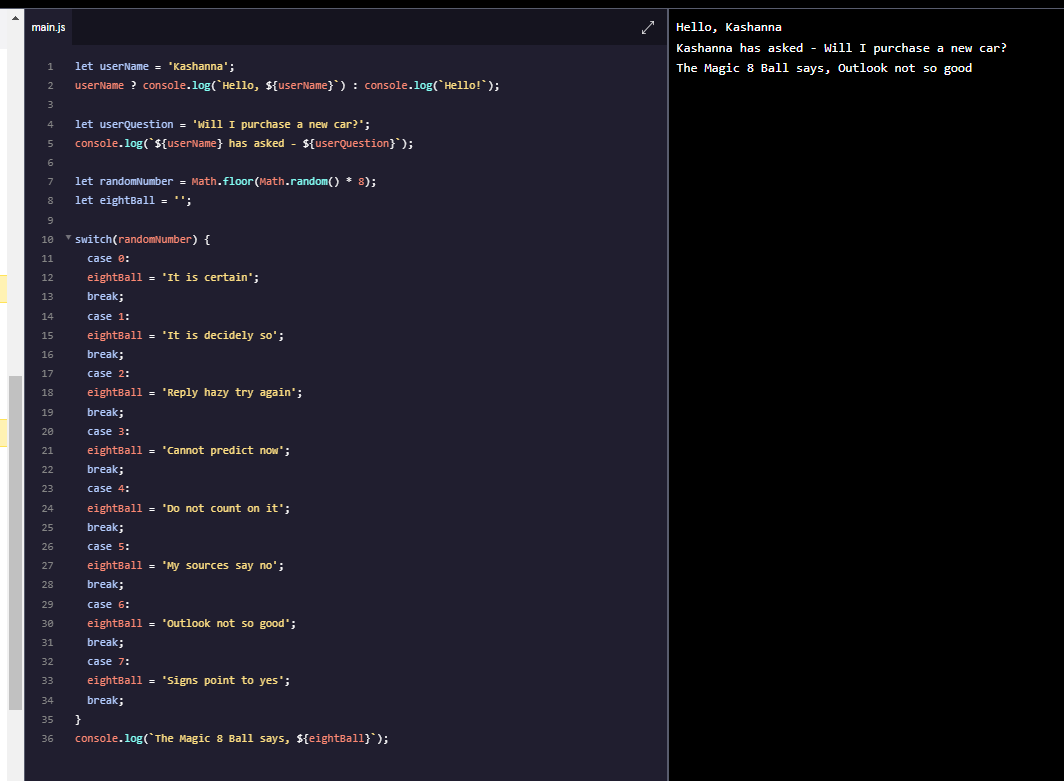 main.js
1 let userName = 'Kashanna';
2 userName ? console.log(`Hello, ${userName}`) : console.log(`Hello!`);
3
4 let userQuestion = 'Will I purchase a new car?';
5 console.log(`${userName} has asked - ${userQuestion}`);
6
7 let randomNumber = Math.floor(Math.random() * 8);
8 let eightBall = '';
9
10 switch(randomNumber) {
11 case 0:
12 eightBall = 'It is certain';
13 break;
14 case 1:
15 eightBall = 'It is decidely so';
16 break;
17 case 2:
18 eightBall = 'Reply hazy try again';
19 break;
20 case 3:
21 eightBall = 'Cannot predict now';
22 break;
23 case 4:
24 eightBall = 'Do not count on it';
25 break;
26 case 5:
27 eightBall = 'My sources say no';
28 break;
29 case 6:
30 eightBall = 'Outlook not so good';
31 break;
32 case 7:
33 eightBall = 'Signs point to yes';
34 break;
35 }
36 console.log(`The Magic 8 Ball says, ${eightBall}`);
Hello, Kashanna
Kashanna has asked - Will I purchase a new car?
The Magic 8 Ball says, Outlook not so good